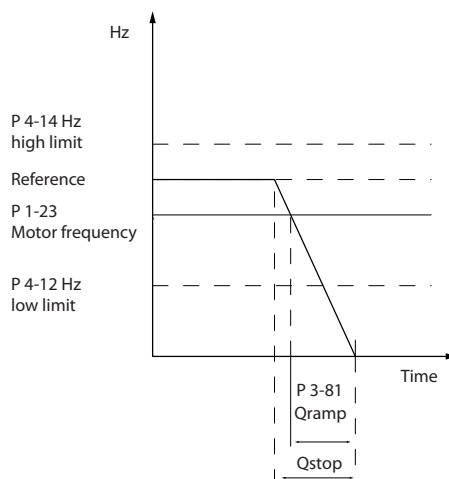 Hz
P 4-14 Hz
high limit
Reference
P 1-23
Motor frequency
P 4-12 Hz
low limit
Time
P 3-81
Qramp
Qstop